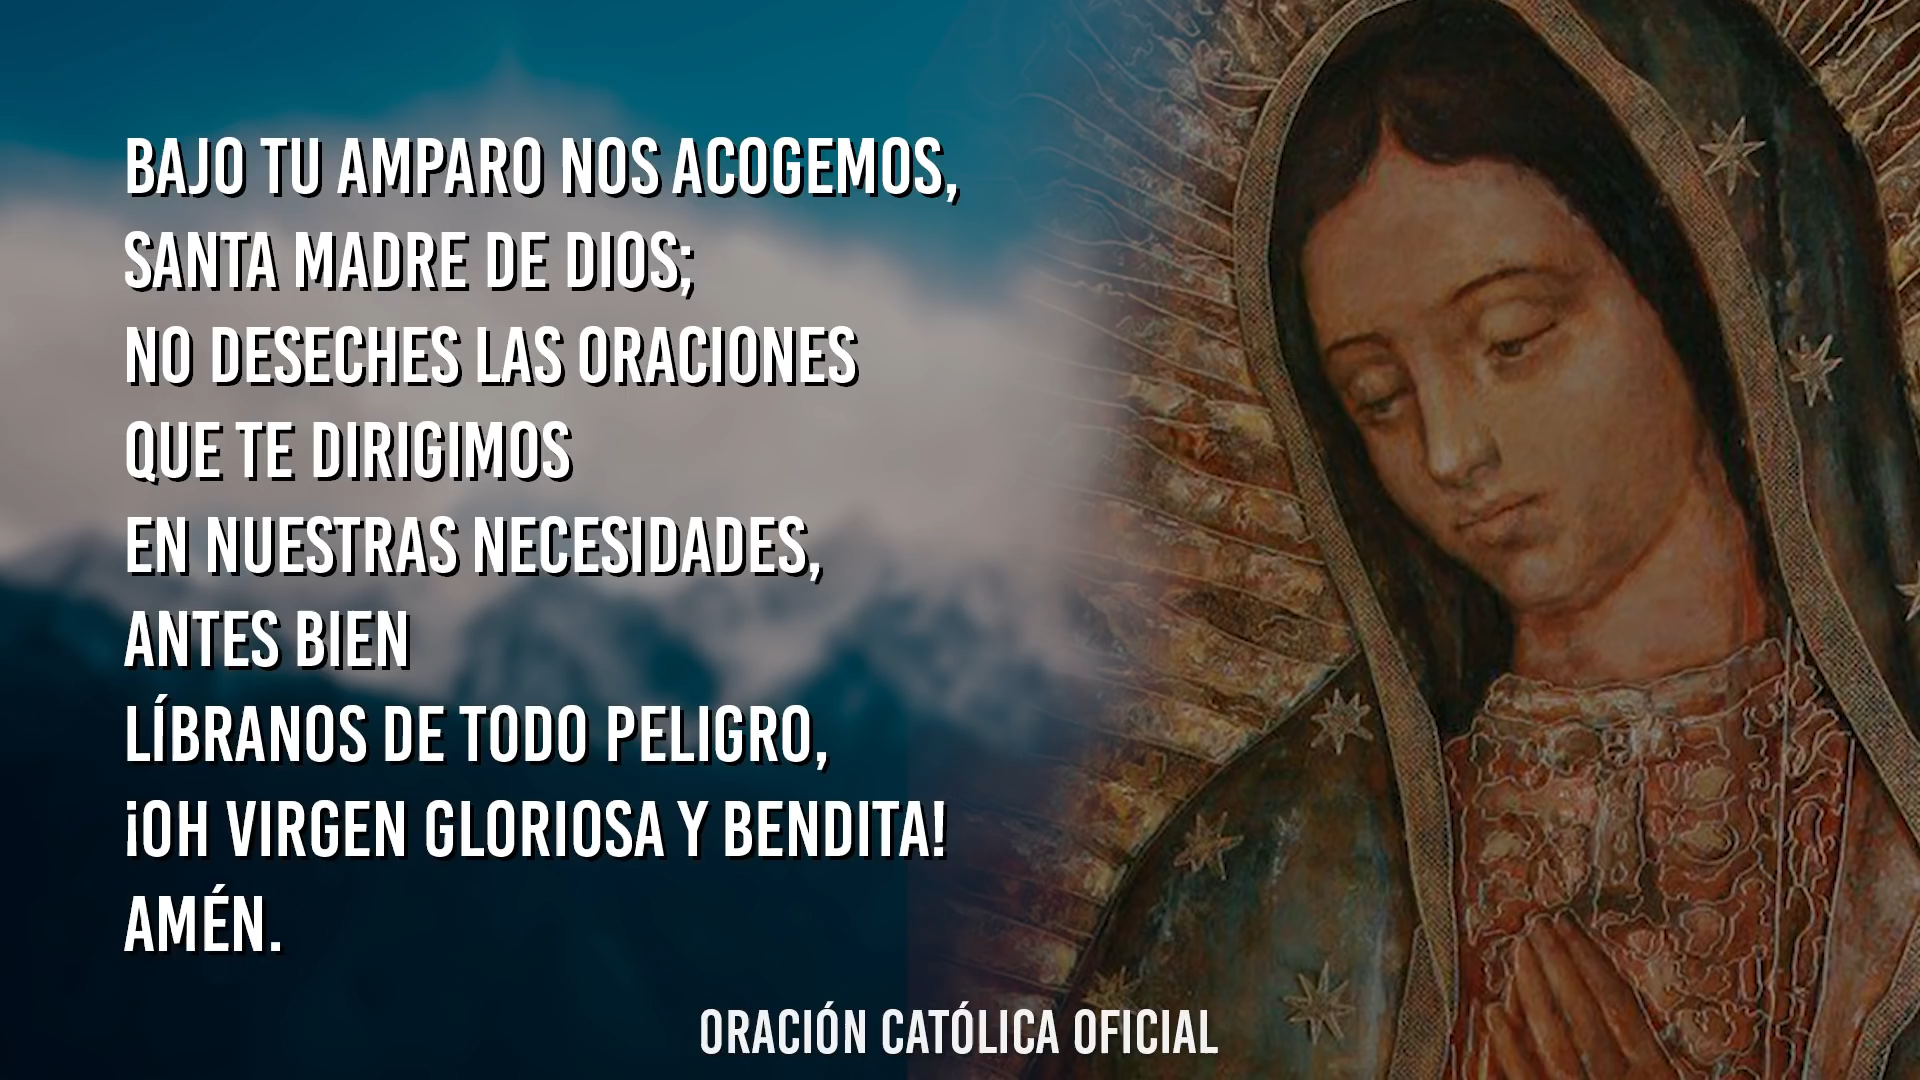 BAJO TU AMPARO NOS ACOGEMOS,
SANTA MADRE DE DIOS;
NO DESECHES LAS ORACIONES
QUE TE DIRIGIMOS
EN NUESTRAS NECESIDADES,
ANTES BIEN
LÍBRANOS DE TODO PELIGRO,
¡OH VIRGEN GLORIOSA Y BENDITA!
AMÉN.
ORACIÓN CATÓLICA OFICIAL